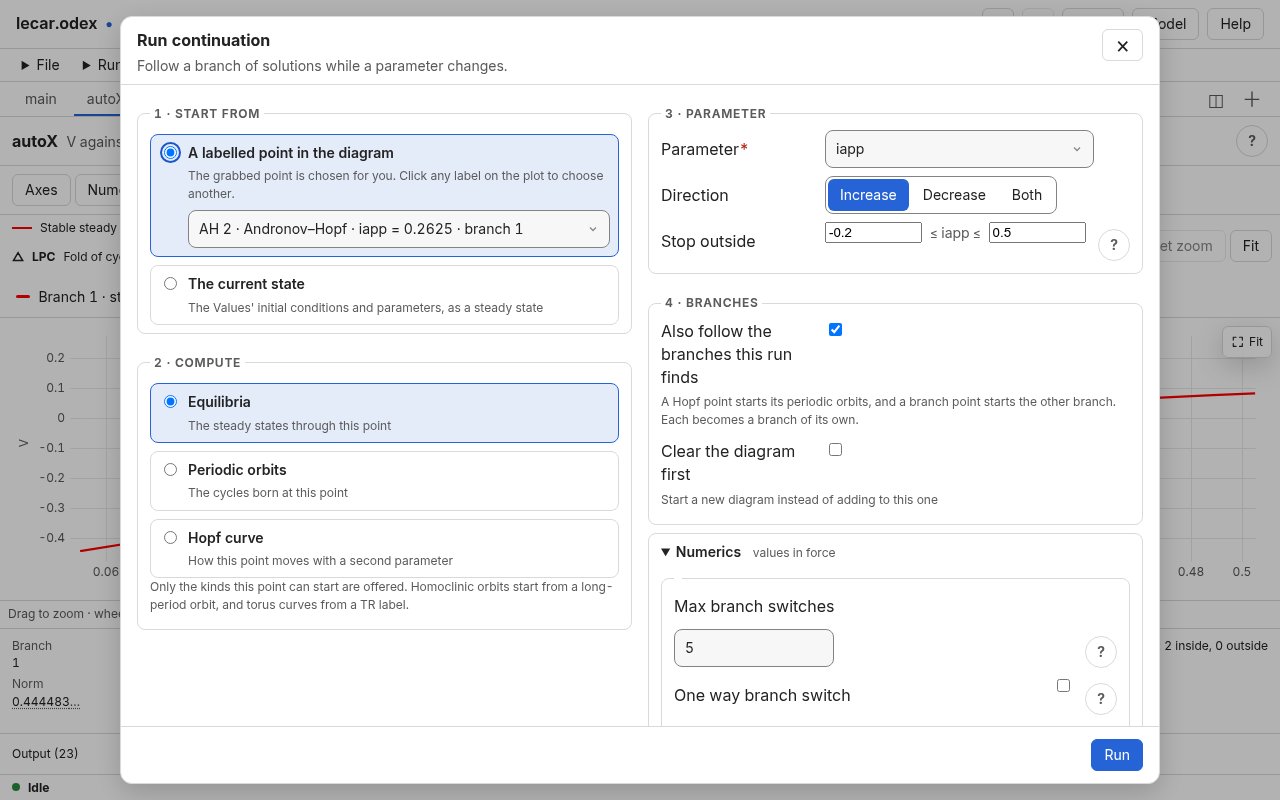 lecar.odex
Model
Help
File
Run
main
autoX
autoX V agains
Axes
Nume
Stable steady
LPC Fold of cyc
Branch 1 · st
et zoom
Fit
Fit
0.2
0.1
0
-0.1
-0.2
-0.3
-0.4
V
0.06
0.48
0.5
Drag to zoom · whee
Branch
1
Norm
0.444483…
2 inside, 0 outside
Output (23)
Idle
Run continuation
Follow a branch of solutions while a parameter changes.
1 · START FROM
A labelled point in the diagram
The grabbed point is chosen for you. Click any label on the plot to choose
another.
AH 2 · Andronov–Hopf · iapp = 0.2625 · branch 1
The current state
The Values' initial conditions and parameters, as a steady state
2 · COMPUTE
Equilibria
The steady states through this point
Periodic orbits
The cycles born at this point
Hopf curve
How this point moves with a second parameter
Only the kinds this point can start are offered. Homoclinic orbits start from a long-
period orbit, and torus curves from a TR label.
3 · PARAMETER
Parameter* iapp
Direction Increase Decrease Both
Stop outside -0.2 ≤ iapp ≤ 0.5 ?
4 · BRANCHES
Also follow the
branches this run
finds
A Hopf point starts its periodic orbits, and a branch point starts the other branch.
Each becomes a branch of its own.
Clear the diagram
first
Start a new diagram instead of adding to this one
Numerics values in force
Max branch switches
5 ?
One way branch switch ?
Run
?